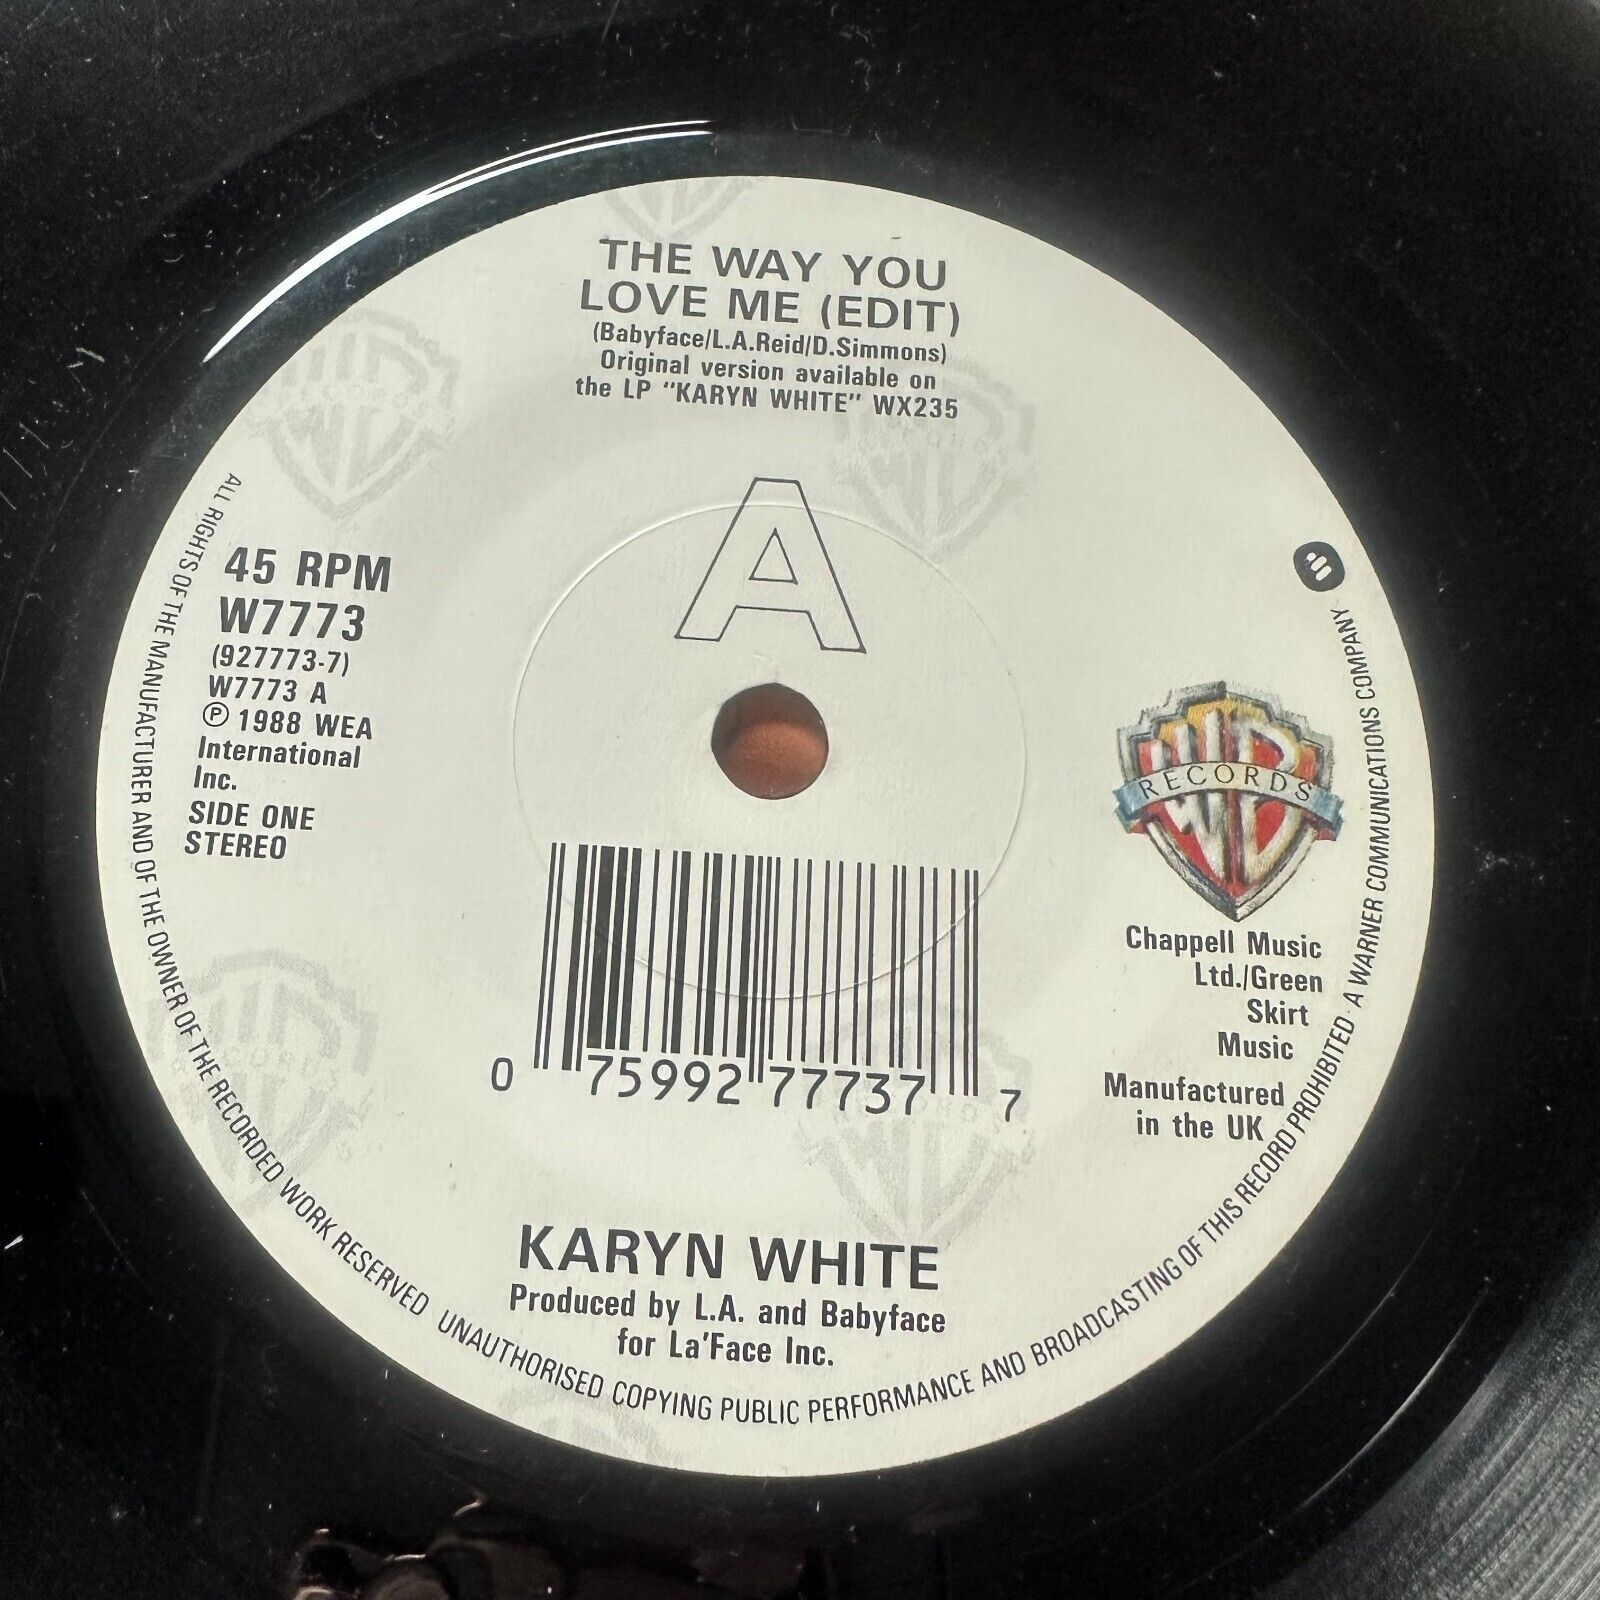 THE WAY YOU
LOVE ME (EDIT)
(Babyface/L.A.Reid/D.Simmons)
Original version available on
the LP "KARYN WHITE" WX235
A
45 RPM
W7773
(927773-7)
W7773 A
℗ 1988 WEA
International
Inc.
SIDE ONE
STEREO
RECORDS
Chappell Music
Ltd./Green
Skirt
Music
Manufactured
in the UK
0 75992 77737 7
KARYN WHITE
Produced by L.A. and Babyface
for La'Face Inc.
ALL RIGHTS OF THE MANUFACTURER AND OF THE OWNER OF THE RECORDED WORK RESERVED UNAUTHORISED COPYING PUBLIC PERFORMANCE AND BROADCASTING OF THIS RECORD PROHIBITED · A WARNER COMMUNICATIONS COMPANY